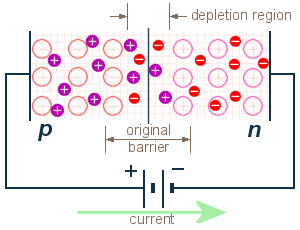 depletion region
p
n
original
barrier
+ −
current